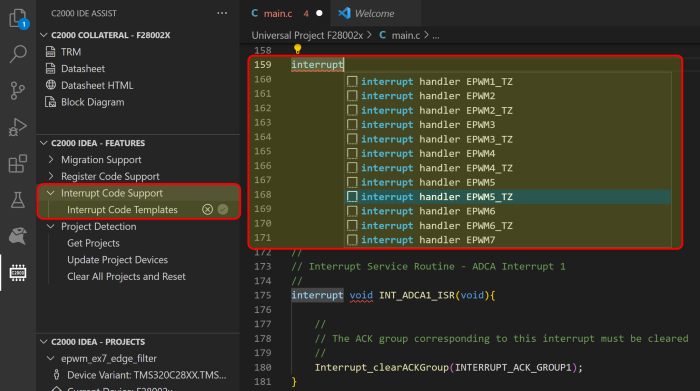 C2000 IDE ASSIST
...
C2000 COLLATERAL - F28002X
TRM
Datasheet
Datasheet HTML
Block Diagram
C2000 IDEA - FEATURES
Migration Support
Register Code Support
Interrupt Code Support
Interrupt Code Templates
Project Detection
Get Projects
Update Project Devices
Clear All Projects and Reset
C2000 IDEA - PROJECTS
epwm_ex7_edge_filter
Device Variant: TMS320C28XX.TMS...
1
C2000
main.c 4
Welcome
Universal Project F28002x > main.c > ...
158
159 interrupt
160 interrupt handler EPWM1_TZ
161 interrupt handler EPWM2
162 interrupt handler EPWM2_TZ
163 interrupt handler EPWM3
164 interrupt handler EPWM3_TZ
165 interrupt handler EPWM4
166 interrupt handler EPWM4_TZ
167 interrupt handler EPWM5
168 interrupt handler EPWM5_TZ
169 interrupt handler EPWM6
170 interrupt handler EPWM6_TZ
171 interrupt handler EPWM7
172 //
173 // Interrupt Service Routine - ADCA Interrupt 1
174 //
175 interrupt void INT_ADCA1_ISR(void){
176
177 //
178 // The ACK group corresponding to this interrupt must be cleared
179 //
180 Interrupt_clearACKGroup(INTERRUPT_ACK_GROUP1);
181 }